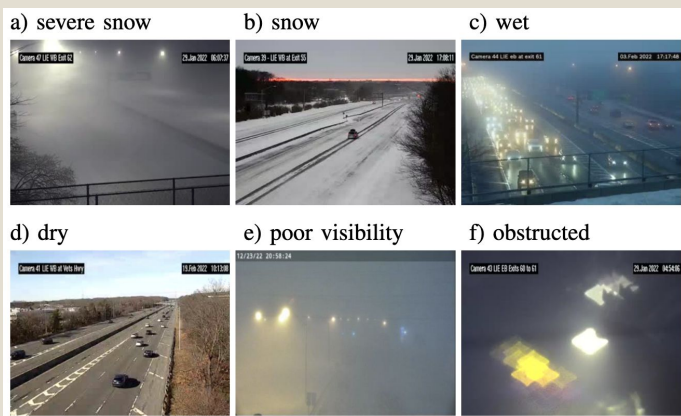 a) severe snow
b) snow
c) wet
Camera 47 LIE WB Exit 62
29.Jan 2022 06:07:37
Camera 39 - LIE WB at Exit 55
29.Jan 2022 17:08:11
Camera 44 LIE eb at exit 61
03.Feb 2022 17:17:48
d) dry
e) poor visibility
f) obstructed
Camera 41 LIE WB at Vets Hwy
19.Feb 2022 10:13:00
12/23/22 20:58:24
Camera 43 LIE EB Exits 60 to 61
29.Jan 2022 04:54:06